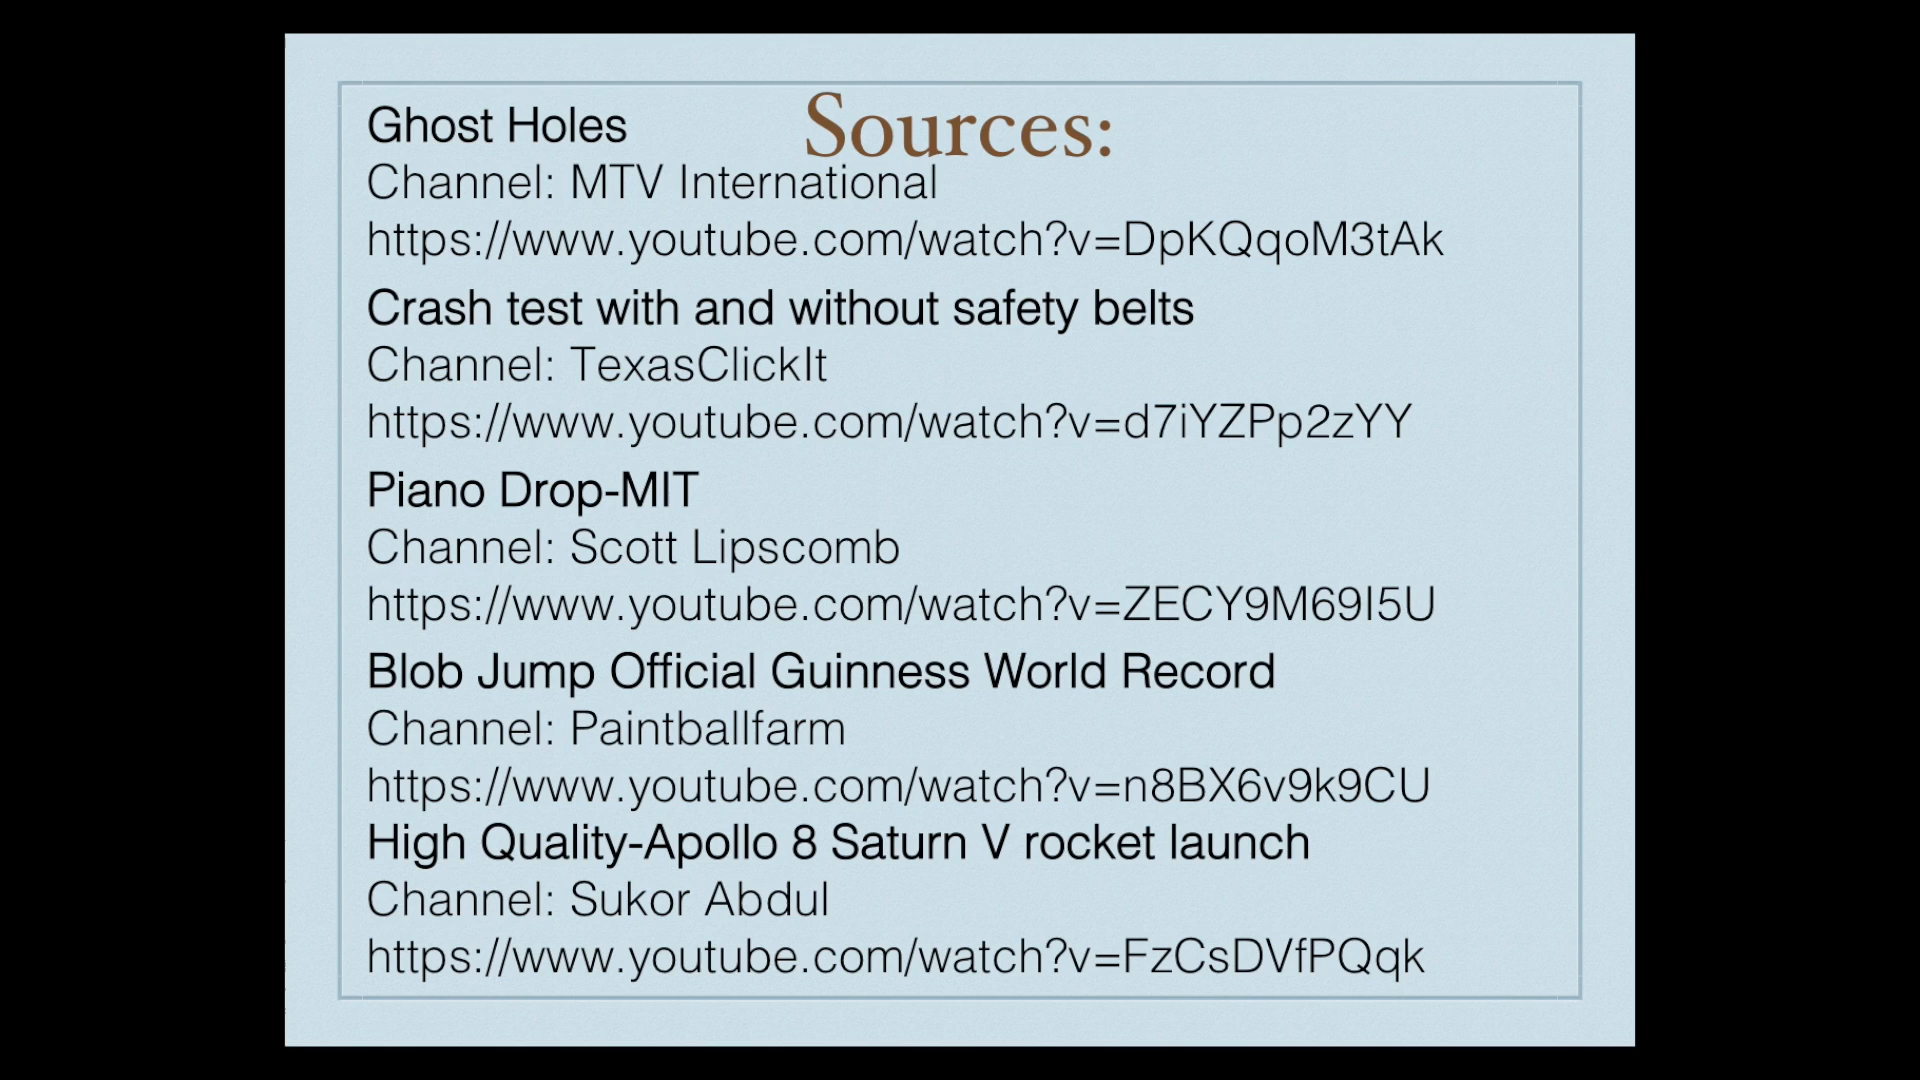 Sources:
Ghost Holes
Channel: MTV International
https://www.youtube.com/watch?v=DpKQqoM3tAk
Crash test with and without safety belts
Channel: TexasClickIt
https://www.youtube.com/watch?v=d7iYZPp2zYY
Piano Drop-MIT
Channel: Scott Lipscomb
https://www.youtube.com/watch?v=ZECY9M69I5U
Blob Jump Official Guinness World Record
Channel: Paintballfarm
https://www.youtube.com/watch?v=n8BX6v9k9CU
High Quality-Apollo 8 Saturn V rocket launch
Channel: Sukor Abdul
https://www.youtube.com/watch?v=FzCsDVfPQqk